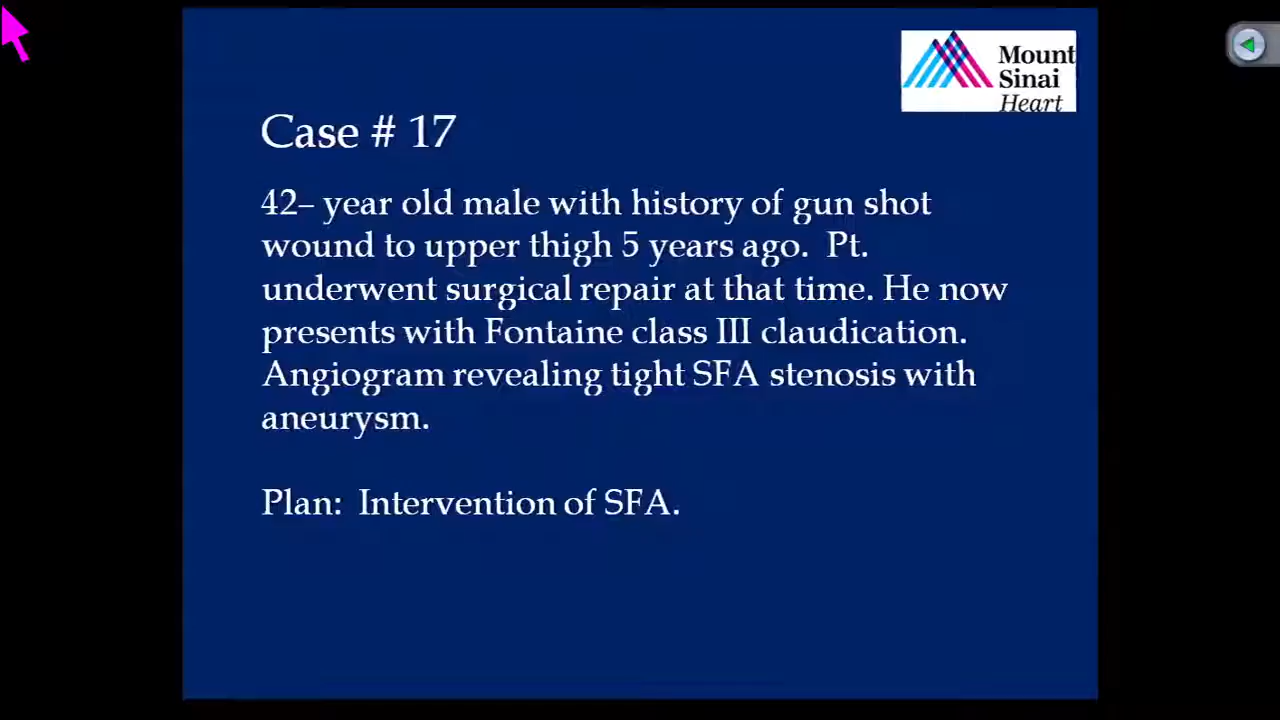 Mount
Sinai
Heart
Case # 17
42– year old male with history of gun shot
wound to upper thigh 5 years ago.  Pt.
underwent surgical repair at that time. He now
presents with Fontaine class III claudication.
Angiogram revealing tight SFA stenosis with
aneurysm.
Plan:  Intervention of SFA.